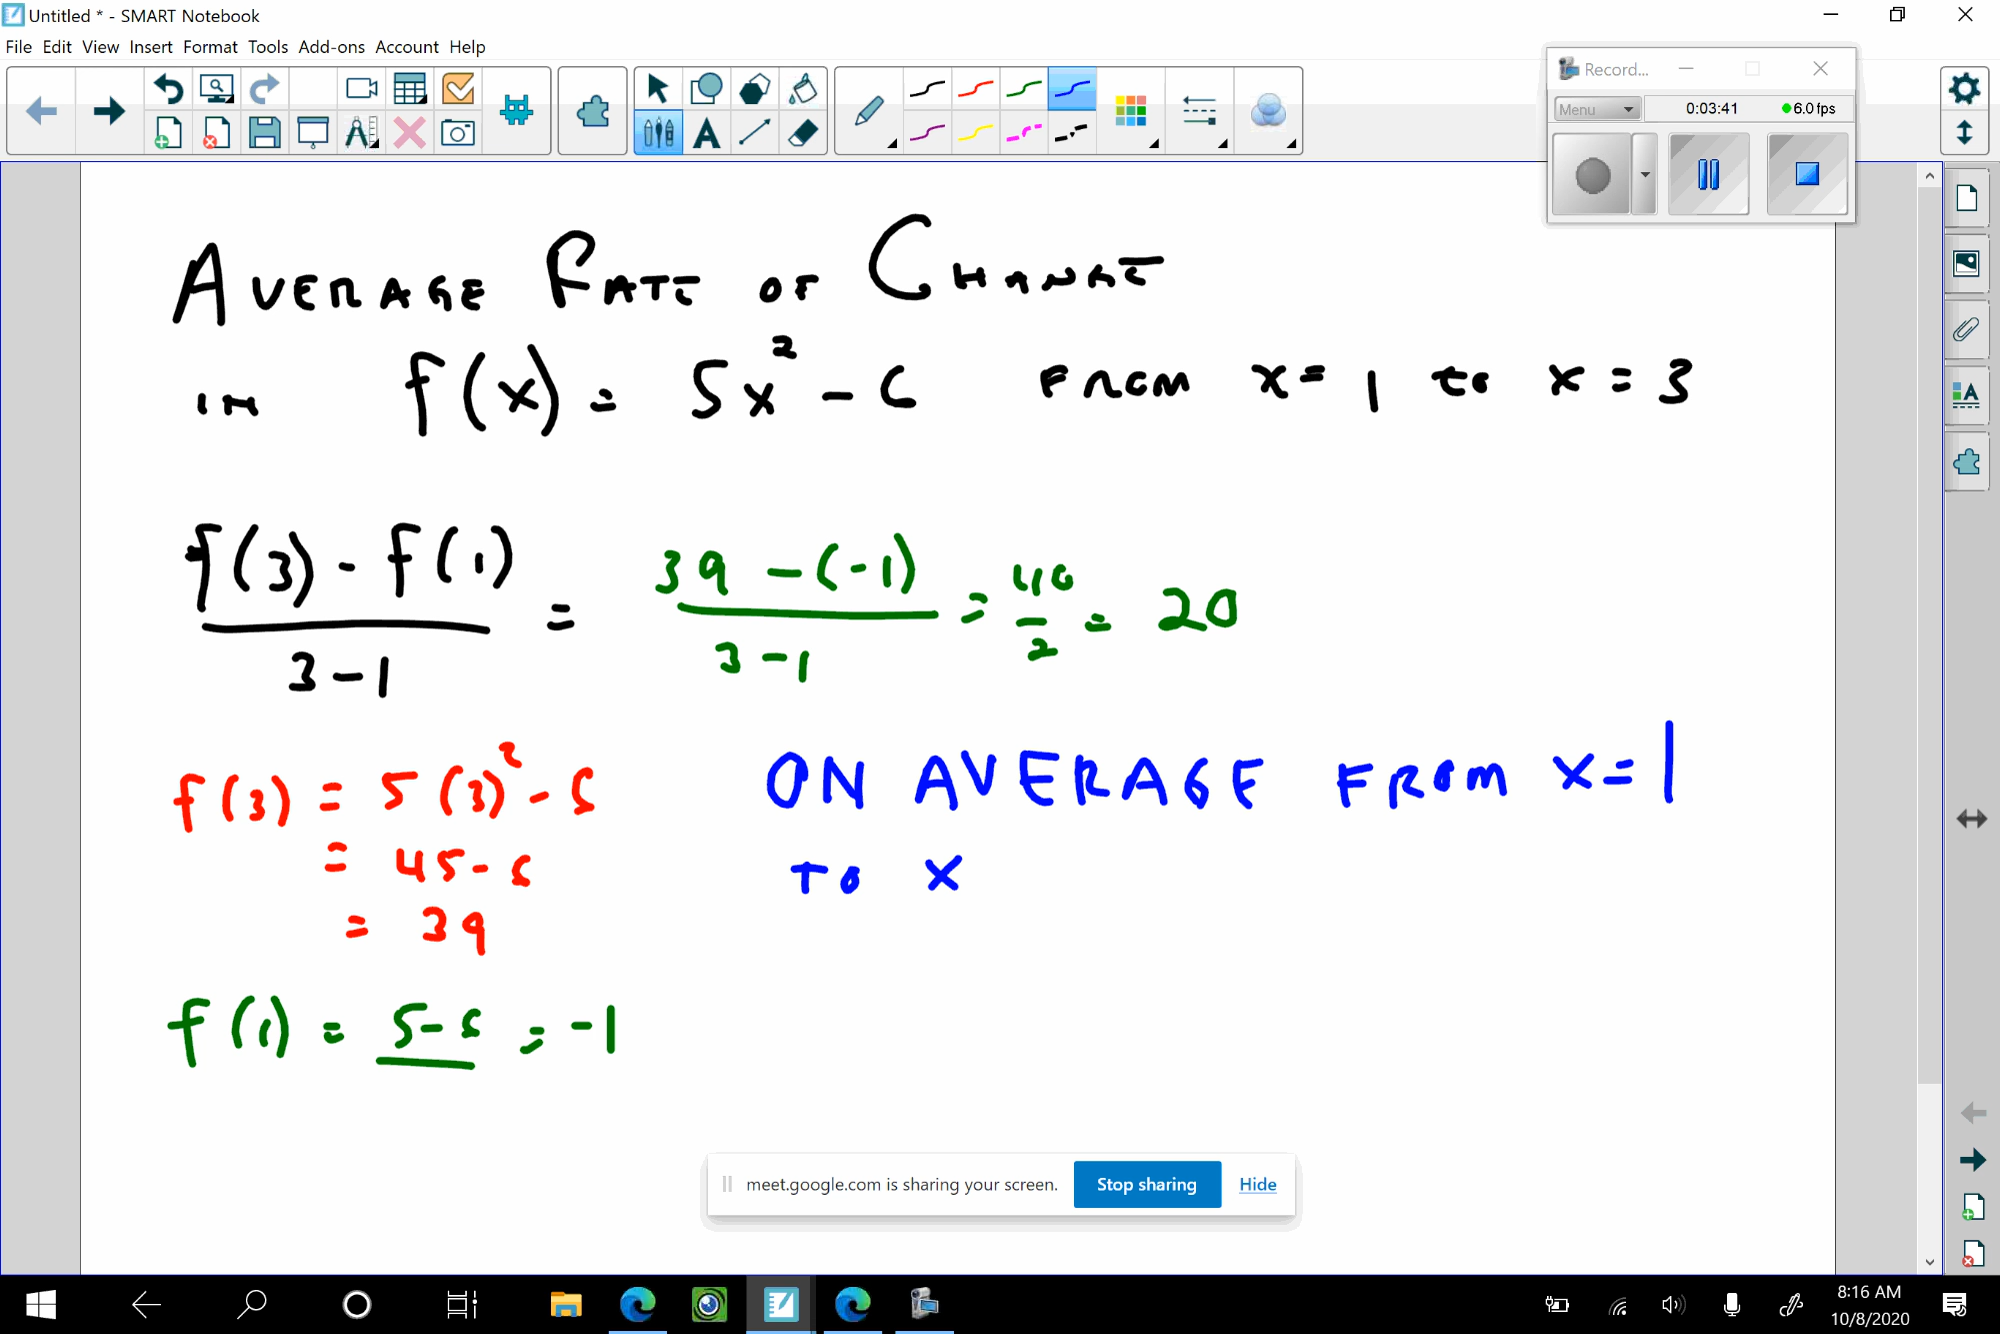 Untitled * - SMART Notebook
File Edit View Insert Format Tools Add-ons Account Help
Record...
Menu 0:03:41 6.0 fps
AVERAGE RATE OF CHANGE
IN f(x) = 5x² - 6 FROM x = 1 to x = 3
f(3) - f(1) / 3 - 1 = 39 - (-1) / 3 - 1 = 40 / 2 = 20
f(3) = 5(3)² - 6
= 45 - 6
= 39
f(1) = 5 - 6 = -1
ON AVERAGE FROM x = 1
TO x
meet.google.com is sharing your screen. Stop sharing Hide
8:16 AM
10/8/2020